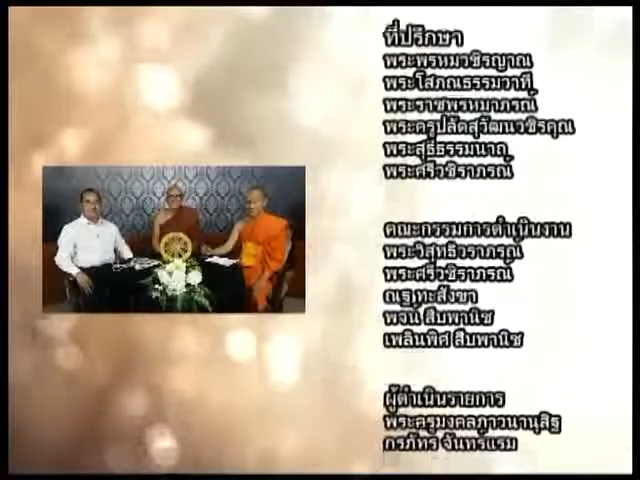 ที่ปรึกษา
พระพรหมวชิรญาณ
พระโสภณธรรมวาที
พระราชพรหมาภรณ์
พระครูปลัดสุวัฒนวชิรคุณ
พระสุธีธรรมนาถ
พระศรีวชิราภรณ์
คณะกรรมการดำเนินงาน
พระวิสุทธิวราภรณ์
พระศรีวชิราภรณ์
ณฐ ทะสังขา
พจน์ สืบพานิช
เพลินพิศ สืบพานิช
ผู้ดำเนินรายการ
พระครูมงคลภาวนานุสิฐ
กรภัทร จันทร์แรม